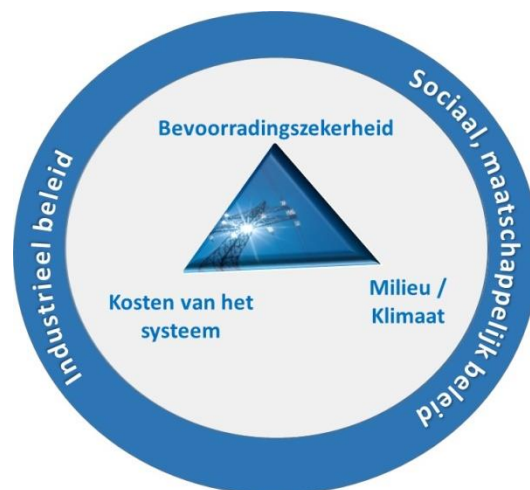 Bevoorradingszekerheid
Kosten van het
systeem
Milieu /
Klimaat
Industrieel beleid
Sociaal, maatschappelijk beleid